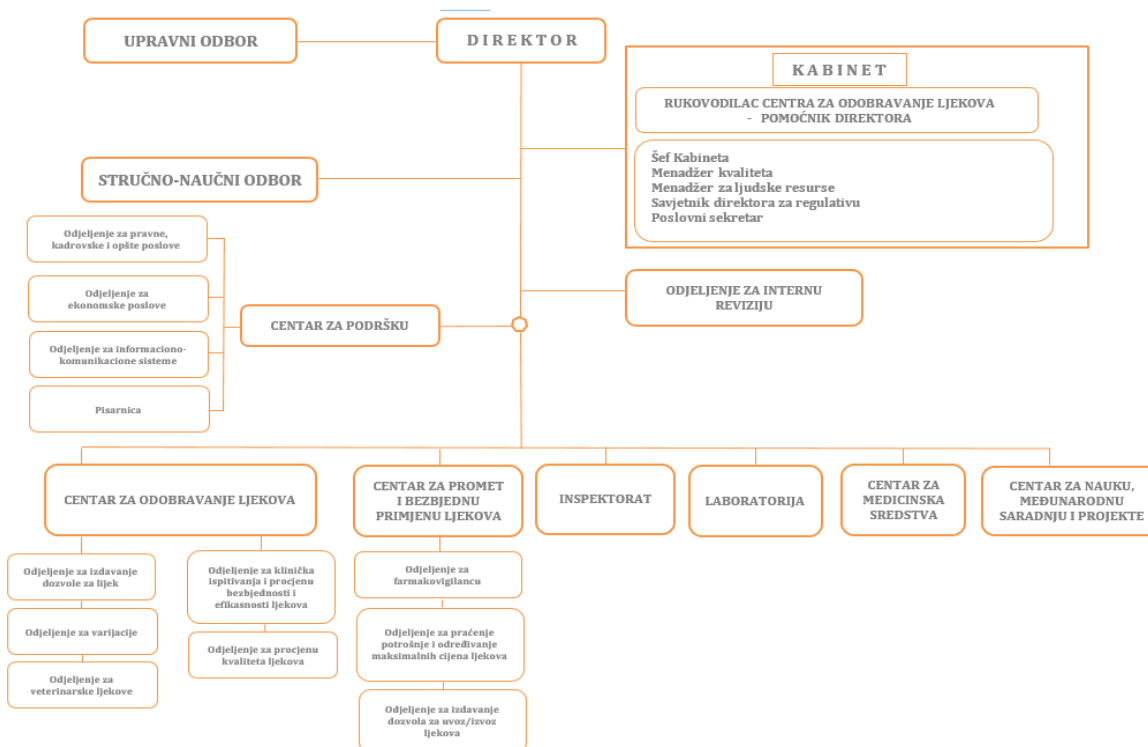 UPRAVNI ODBOR
D I R E K T O R
K A B I N E T
RUKOVODILAC CENTRA ZA ODOBRAVANJE LJEKOVA
- POMOĆNIK DIREKTORA
Šef Kabineta
Menadžer kvaliteta
Menadžer za ljudske resurse
Savjetnik direktora za regulativu
Poslovni sekretar
STRUČNO-NAUČNI ODBOR
Odjeljenje za pravne,
kadrovske i opšte poslove
Odjeljenje za
ekonomske poslove
Odjeljenje za informaciono-
komunikacione sisteme
Pisarnica
CENTAR ZA PODRŠKU
ODJELJENJE ZA INTERNU
REVIZIJU
CENTAR ZA ODOBRAVANJE LJEKOVA
Odjeljenje za izdavanje
dozvole za lijek
Odjeljenje za varijacije
Odjeljenje za
veterinarske ljekove
Odjeljenje za klinička
ispitivanja i procjenu
bezbjednosti i
efikasnosti ljekova
Odjeljenje za procjenu
kvaliteta ljekova
CENTAR ZA PROMET
I BEZBJEDNU
PRIMJENU LJEKOVA
Odjeljenje za
farmakovigilancu
Odjeljenje za praćenje
potrošnje i određivanje
maksimalnih cijena ljekova
Odjeljenje za izdavanje
dozvola za uvoz/izvoz
ljekova
INSPEKTORAT
LABORATORIJA
CENTAR ZA
MEDICINSKA
SREDSTVA
CENTAR ZA NAUKU,
MEĐUNARODNU
SARADNJU I PROJEKTE